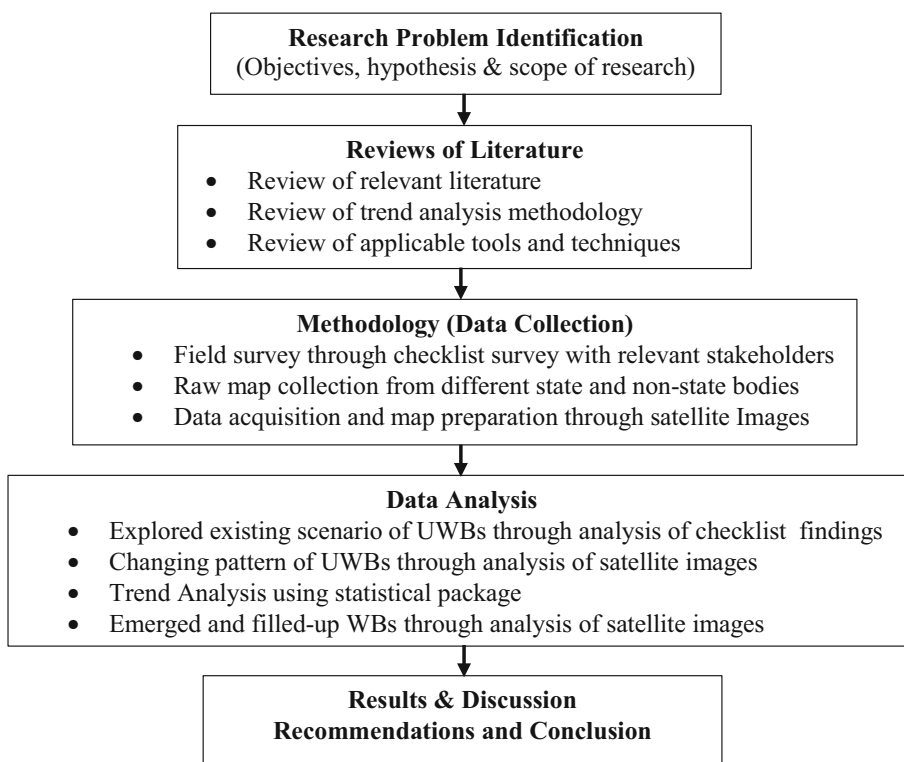 Research Problem Identification
(Objectives, hypothesis & scope of research)
Reviews of Literature
• Review of relevant literature
• Review of trend analysis methodology
• Review of applicable tools and techniques
Methodology (Data Collection)
• Field survey through checklist survey with relevant stakeholders
• Raw map collection from different state and non-state bodies
• Data acquisition and map preparation through satellite Images
Data Analysis
• Explored existing scenario of UWBs through analysis of checklist findings
• Changing pattern of UWBs through analysis of satellite images
• Trend Analysis using statistical package
• Emerged and filled-up WBs through analysis of satellite images
Results & Discussion
Recommendations and Conclusion